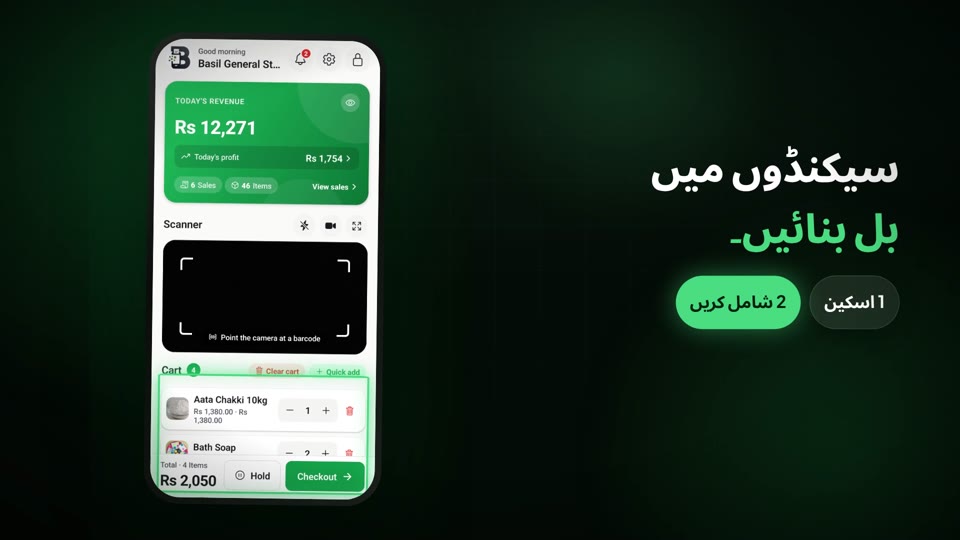 Good morning
Basil General St...
2
TODAY'S REVENUE
Rs 12,271
Today's profit
Rs 1,754
6 Sales
46 Items
View sales
Scanner
Point the camera at a barcode
Cart 4
Clear cart
+ Quick add
Aata Chakki 10kg
Rs 1,380.00 · Rs
1,380.00
− 1 +
Bath Soap
− 2 +
Total · 4 Items
Rs 2,050
Hold
Checkout →
سیکنڈوں میں
بل بنائیں۔
1 اسکین
2 شامل کریں